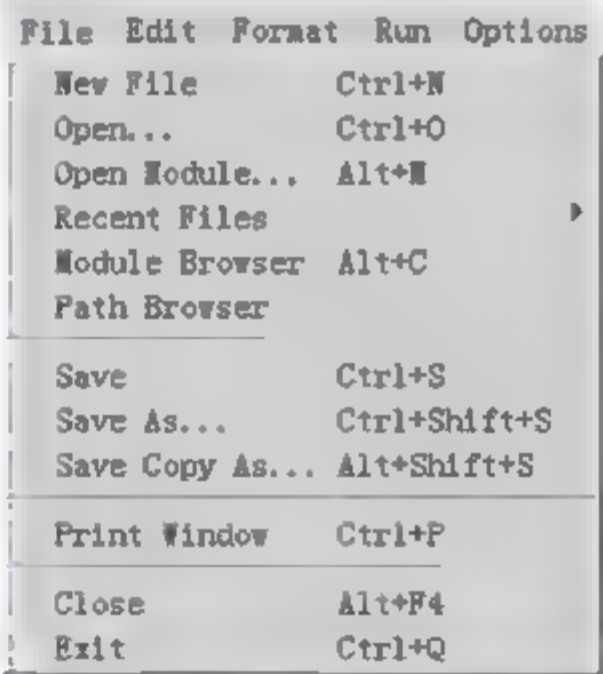 File Edit Format Run Options
New File Ctrl+N
Open... Ctrl+O
Open Module... Alt+M
Recent Files
Module Browser Alt+C
Path Browser
Save Ctrl+S
Save As... Ctrl+Shift+S
Save Copy As... Alt+Shift+S
Print Window Ctrl+P
Close Alt+F4
Exit Ctrl+Q